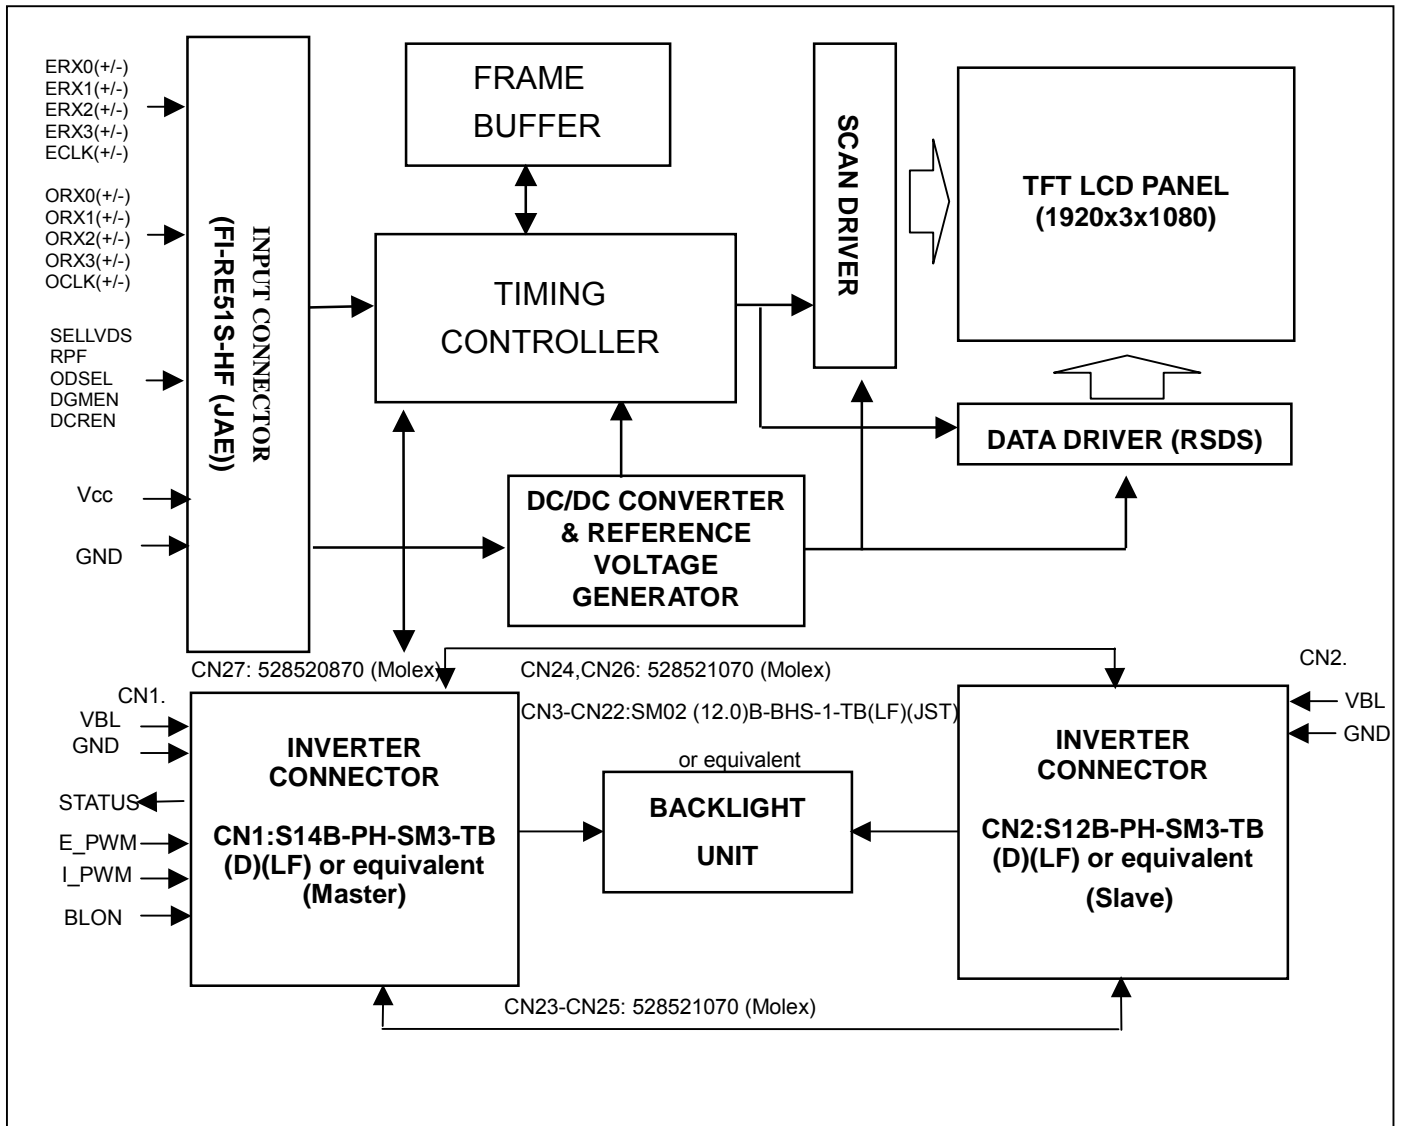 ERX0(+/-)
ERX1(+/-)
ERX2(+/-)
ERX3(+/-)
ECLK(+/-)
ORX0(+/-)
ORX1(+/-)
ORX2(+/-)
ORX3(+/-)
OCLK(+/-)
SELLVDS
RPF
ODSEL
DGMEN
DCREN
Vcc
GND
INPUT CONNECTOR
(FI-RE51S-HF (JAE))
FRAME
BUFFER
TIMING
CONTROLLER
SCAN DRIVER
TFT LCD PANEL
(1920x3x1080)
DATA DRIVER (RSDS)
DC/DC CONVERTER
& REFERENCE
VOLTAGE
GENERATOR
CN27: 528520870 (Molex)
CN24,CN26: 528521070 (Molex)
CN3-CN22:SM02 (12.0)B-BHS-1-TB(LF)(JST)
or equivalent
CN1.
VBL
GND
STATUS
E_PWM
I_PWM
BLON
INVERTER
CONNECTOR
CN1:S14B-PH-SM3-TB
(D)(LF) or equivalent
(Master)
BACKLIGHT
UNIT
INVERTER
CONNECTOR
CN2:S12B-PH-SM3-TB
(D)(LF) or equivalent
(Slave)
CN2.
VBL
GND
CN23-CN25: 528521070 (Molex)